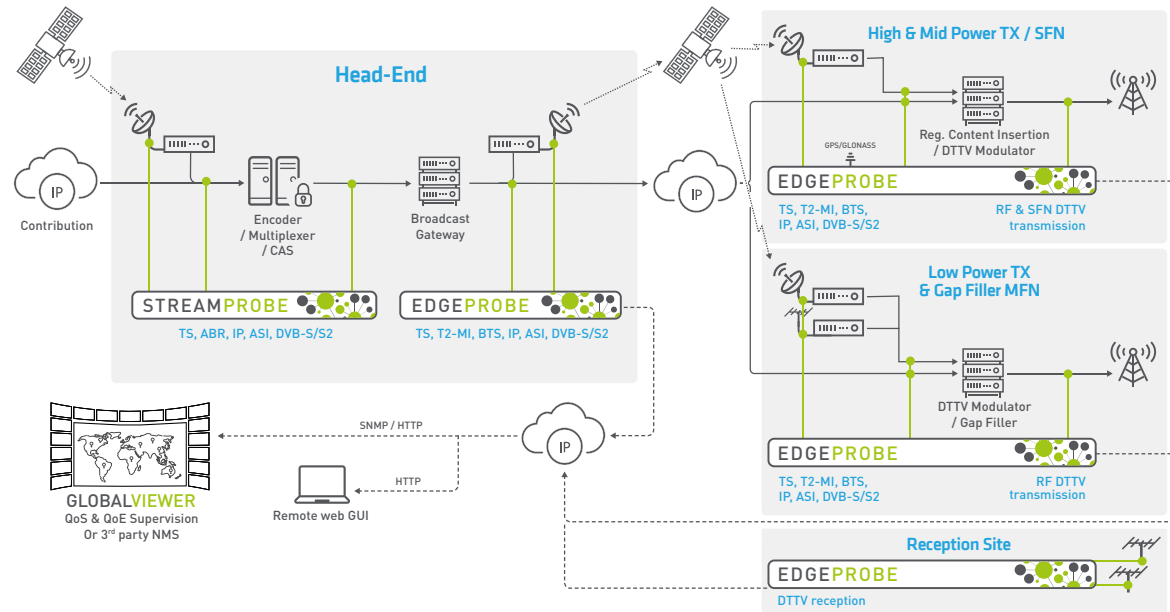 Head-End
IP
Contribution
Encoder
/ Multiplexer
/ CAS
Broadcast
Gateway
STREAMPROBE
TS, ABR, IP, ASI, DVB-S/S2
EDGEPROBE
TS, T2-MI, BTS, IP, ASI, DVB-S/S2
IP
High & Mid Power TX / SFN
Reg. Content Insertion
/ DTTV Modulator
GPS/GLONASS
EDGEPROBE
TS, T2-MI, BTS,
IP, ASI, DVB-S/S2
RF & SFN DTTV
transmission
Low Power TX
& Gap Filler MFN
DTTV Modulator
/ Gap Filler
EDGEPROBE
TS, T2-MI, BTS,
IP, ASI, DVB-S/S2
RF DTTV
transmission
Reception Site
EDGEPROBE
DTTV reception
IP
SNMP / HTTP
HTTP
Remote web GUI
GLOBALVIEWER
QoS & QoE Supervision
Or 3rd party NMS